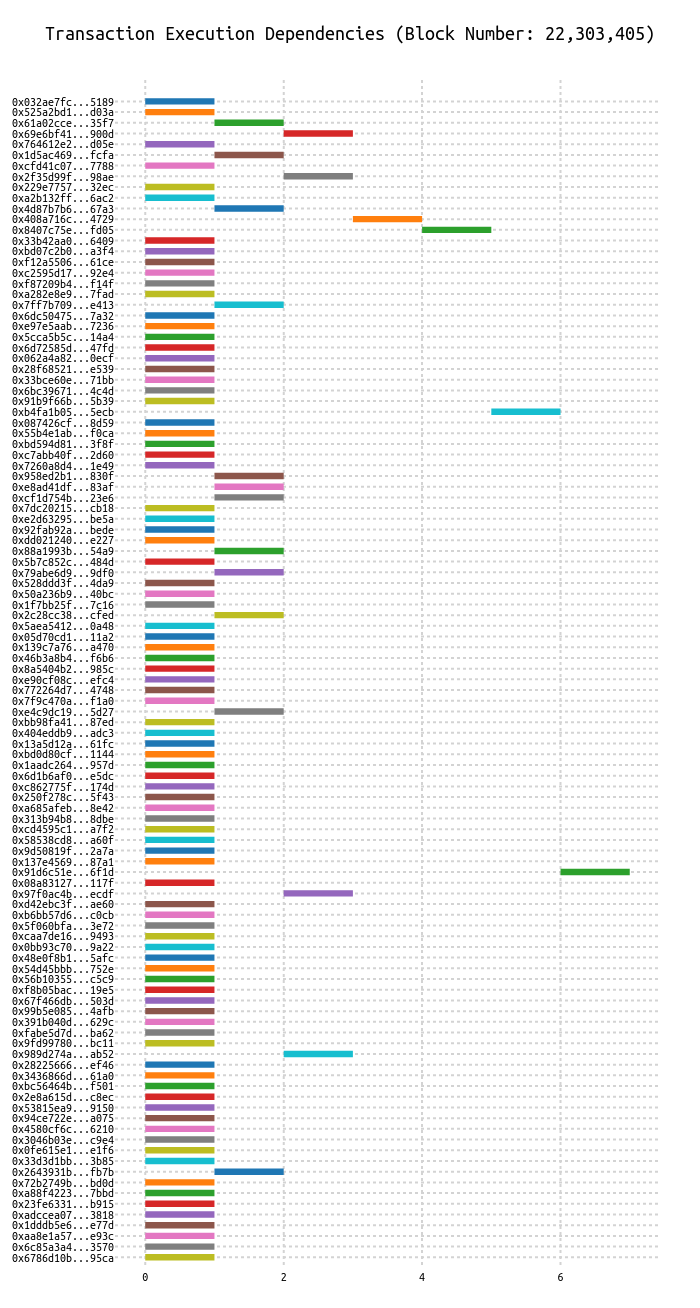 Transaction Execution Dependencies (Block Number: 22,303,405)
0x032ae7fc...5189
0x525a2bd1...d03a
0x61a02cce...35f7
0x69e6bf41...900d
0x764612e2...d05e
0x1d5ac469...fcfa
0xcfd41c07...7788
0x2f35d99f...98ae
0x229e7757...32ec
0xa2b132ff...6ac2
0x4d87b7b6...67a3
0x408a716c...4729
0x8407c75e...fd05
0x33b42aa0...6409
0xbd07c2b0...a3f4
0xf12a5506...61ce
0xc2595d17...92e4
0xf87209b4...f14f
0xa282e8e9...7fad
0x7ff7b709...e413
0x6dc50475...7a32
0xe97e5aab...7236
0x5cca5b5c...14a4
0x6d72585d...47fd
0x062a4a82...0ecf
0x28f68521...e539
0x33bce60e...71bb
0x6bc39671...4c4d
0x91b9f66b...5b39
0xb4fa1b05...5ecb
0x087426cf...8d59
0x55b4e1ab...f0ca
0xbd594d81...3f8f
0xc7abb40f...2d60
0x7260a8d4...1e49
0x958ed2b1...830f
0xe8ad41df...83af
0xcf1d754b...23e6
0x7dc20215...cb18
0xe2d63295...be5a
0x92fab92a...bede
0xdd021240...e227
0x88a1993b...54a9
0x5b7c852c...484d
0x79abe6d9...9df0
0x528ddd3f...4da9
0x50a236b9...40bc
0x1f7bb25f...7c16
0x2c28cc38...cfed
0x5aea5412...0a48
0x05d70cd1...11a2
0x139c7a76...a470
0x46b3a8b4...f6b6
0x8a5404b2...985c
0xe90cf08c...efc4
0x772264d7...4748
0x7f9c470a...f1a0
0xe4c9dc19...5d27
0xbb98fa41...87ed
0x404eddb9...adc3
0x13a5d12a...61fc
0xbd0d80cf...1144
0x1aadc264...957d
0x6d1b6af0...e5dc
0xc862775f...174d
0x250f278c...5f43
0xa685afeb...8e42
0x313b94b8...8dbe
0xcd4595c1...a7f2
0x58538cd8...a60f
0x9d50819f...2a7a
0x137e4569...87a1
0x91d6c51e...6f1d
0x08a83127...117f
0x97f0ac4b...ecdf
0xd42ebc3f...ae60
0xb6bb57d6...c0cb
0x5f060bfa...3e72
0xcaa7de16...9493
0x0bb93c70...9a22
0x48e0f8b1...5afc
0x54d45bbb...752e
0x56b10355...c5c9
0xf8b05bac...19e5
0x67f466db...503d
0x99b5e085...4afb
0x391b040d...629c
0xfabe5d7d...ba62
0x9fd99780...bc11
0x989d274a...ab52
0x28225666...ef46
0x3436866d...61a0
0xbc56464b...f501
0x2e8a615d...c8ec
0x53815ea9...9150
0x94ce722e...a075
0x4580cf6c...6210
0x3046b03e...c9e4
0x0fe615e1...e1f6
0x33d3d1bb...3b85
0x2643931b...fb7b
0x72b2749b...bd0d
0xa88f4223...7bbd
0x23fe6331...b915
0xadccea07...3818
0x1dddb5e6...e77d
0xaa8e1a57...e93c
0x6c85a3a4...3570
0x6786d10b...95ca
0 2 4 6